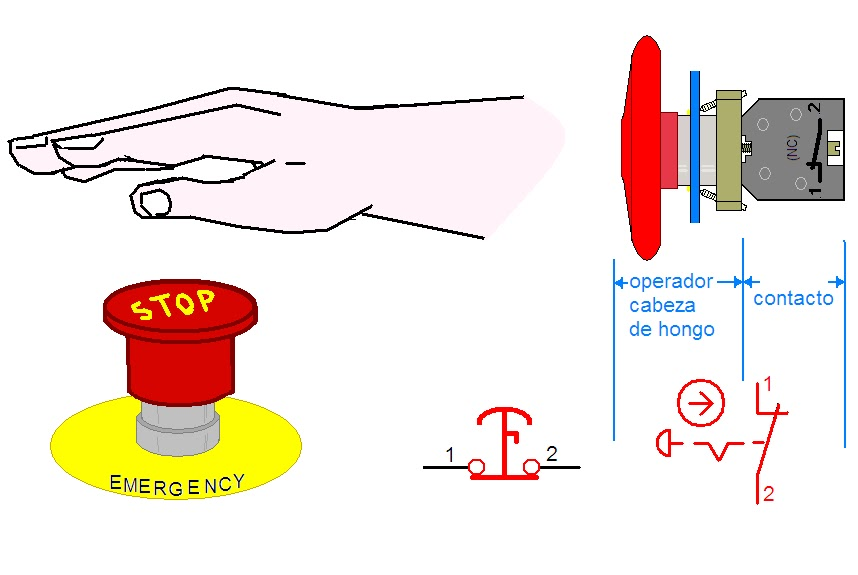 STOP
EMERGENCY
2
(NC)
1
operador
cabeza
de hongo
contacto
1
2
1
2